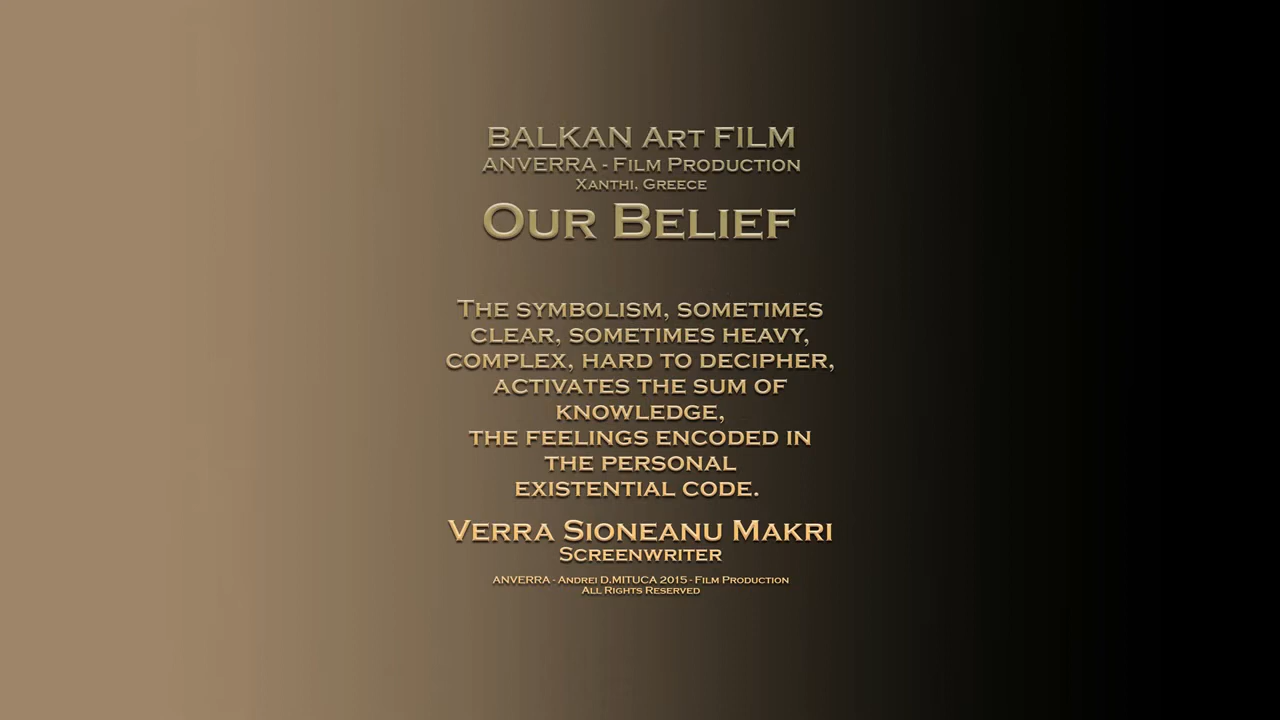 BALKAN ART FILM
ANVERRA - FILM PRODUCTION
XANTHI, GREECE
OUR BELIEF
THE SYMBOLISM, SOMETIMES
CLEAR, SOMETIMES HEAVY,
COMPLEX, HARD TO DECIPHER,
ACTIVATES THE SUM OF
KNOWLEDGE,
THE FEELINGS ENCODED IN
THE PERSONAL
EXISTENTIAL CODE.
VERRA SIONEANU MAKRI
SCREENWRITER
ANVERRA - ANDREI D.MITUCA 2015 - FILM PRODUCTION
ALL RIGHTS RESERVED